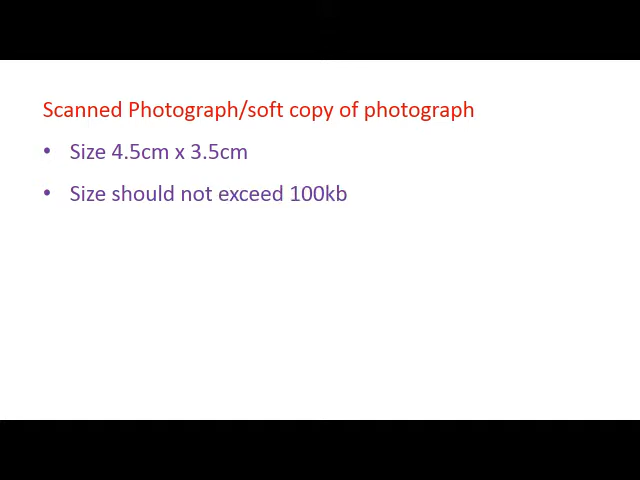 Scanned Photograph/soft copy of photograph
• Size 4.5cm x 3.5cm
• Size should not exceed 100kb